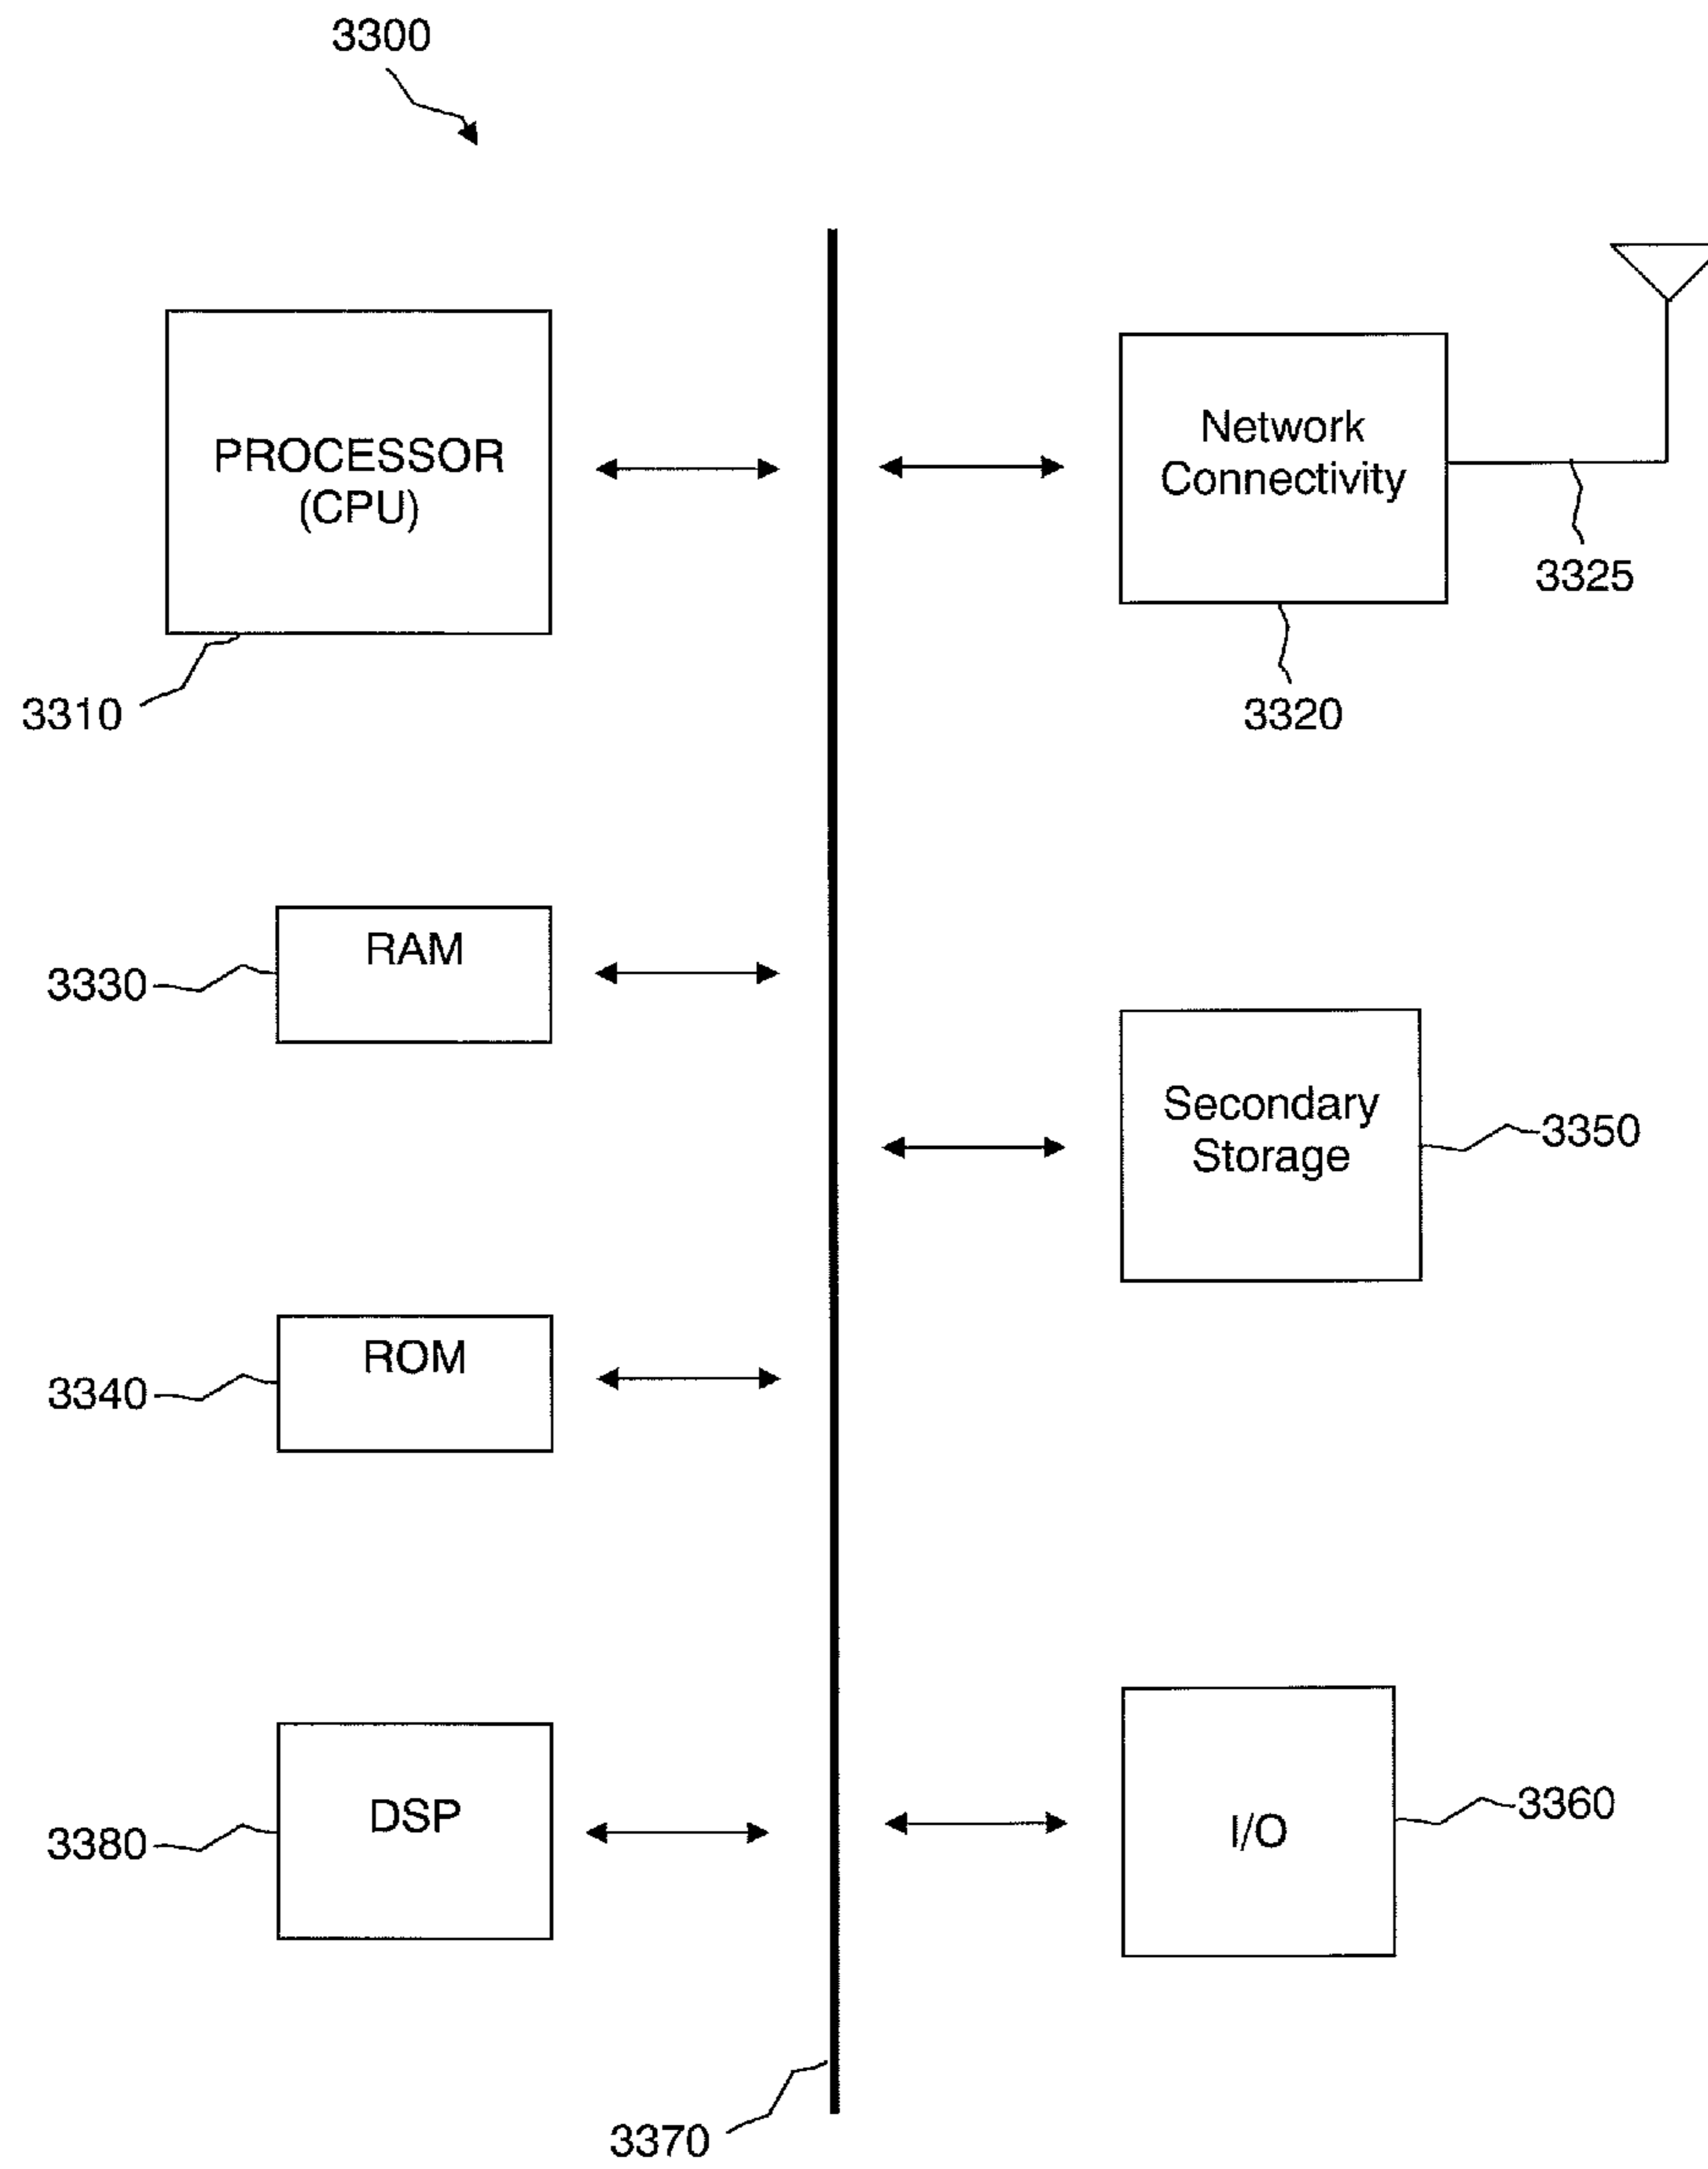 3300
PROCESSOR
(CPU)
3310
Network
Connectivity
3325
3320
RAM
3330
Secondary
Storage
3350
ROM
3340
DSP
3380
I/O
3360
3370